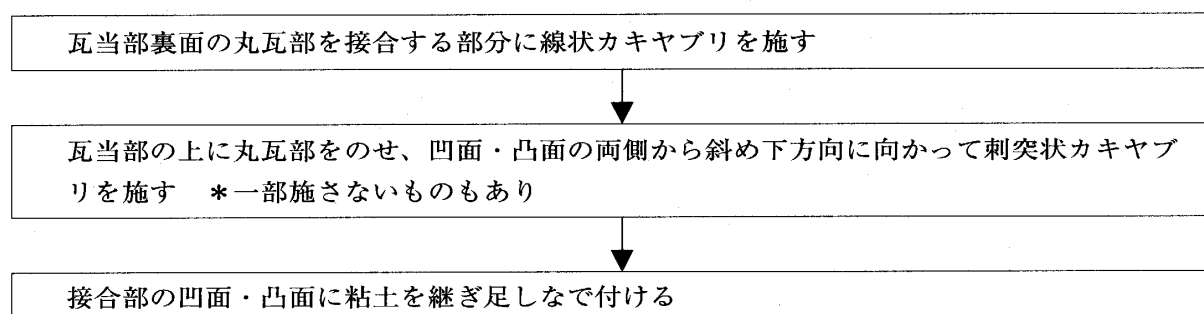 瓦当部裏面の丸瓦部を接合する部分に線状カキヤブリを施す
瓦当部の上に丸瓦部をのせ、凹面・凸面の両側から斜め下方向に向かって刺突状カキヤブ
リを施す　＊一部施さないものもあり
接合部の凹面・凸面に粘土を継ぎ足しなで付ける